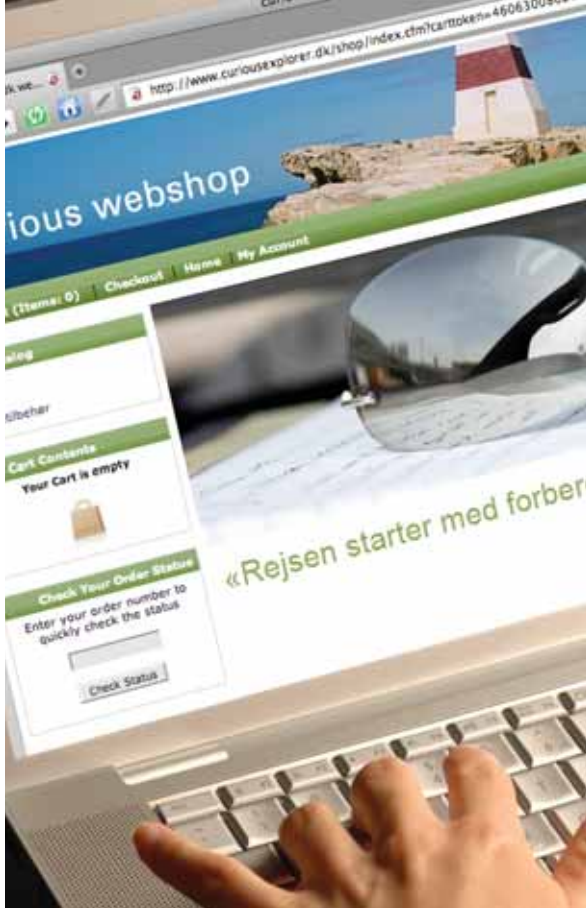 http://www.curiousexplorer.dk/shop/index.cfm?carttoken=
ious webshop
(Items: 0) | Checkout | Home | My Account
alog
tilbehør
Cart Contents
Your Cart is empty
Check Your Order Status
Enter your order number to
quickly check the status
Check Status
«Rejsen starter med forber